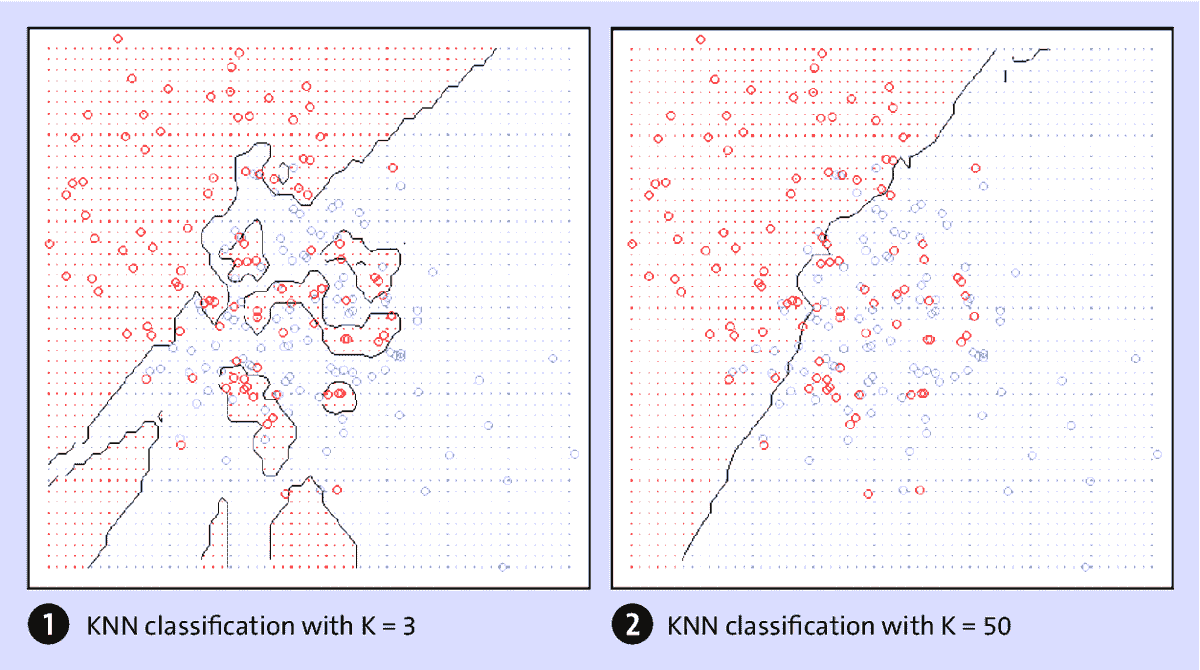 1 KNN classification with K = 3
2 KNN classification with K = 50